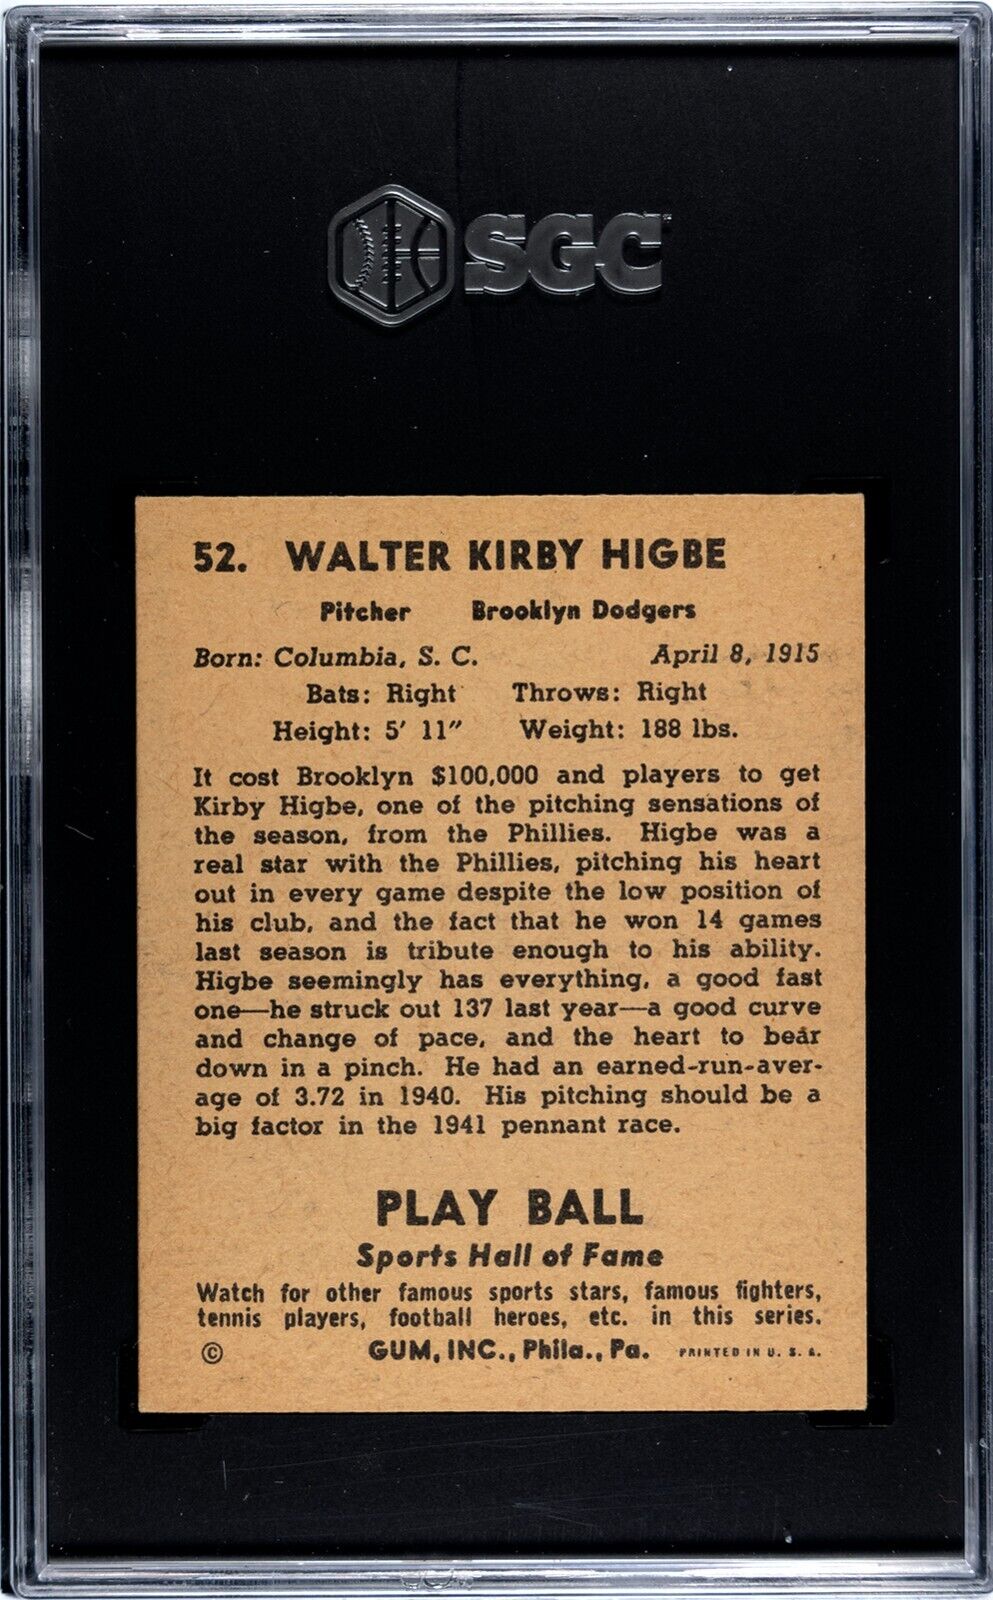 SGC
52. WALTER KIRBY HIGBE
Pitcher Brooklyn Dodgers
Born: Columbia, S. C. April 8, 1915
Bats: Right Throws: Right
Height: 5' 11" Weight: 188 lbs.
It cost Brooklyn $100,000 and players to get
Kirby Higbe, one of the pitching sensations of
the season, from the Phillies. Higbe was a
real star with the Phillies, pitching his heart
out in every game despite the low position of
his club, and the fact that he won 14 games
last season is tribute enough to his ability.
Higbe seemingly has everything, a good fast
one—he struck out 137 last year—a good curve
and change of pace, and the heart to bear
down in a pinch. He had an earned-run-aver-
age of 3.72 in 1940. His pitching should be a
big factor in the 1941 pennant race.
PLAY BALL
Sports Hall of Fame
Watch for other famous sports stars, famous fighters,
tennis players, football heroes, etc. in this series.
© GUM, INC., Phila., Pa. PRINTED IN U. S. A.